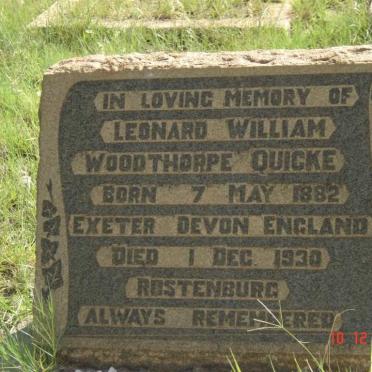 IN LOVING MEMORY OF
LEONARD WILLIAM
WOODTHORPE QUICKE
BORN 7 MAY 1882
EXETER DEVON ENGLAND
DIED 1 DEC. 1930
ROSTENBURG
ALWAYS REMEMBERED
10 12